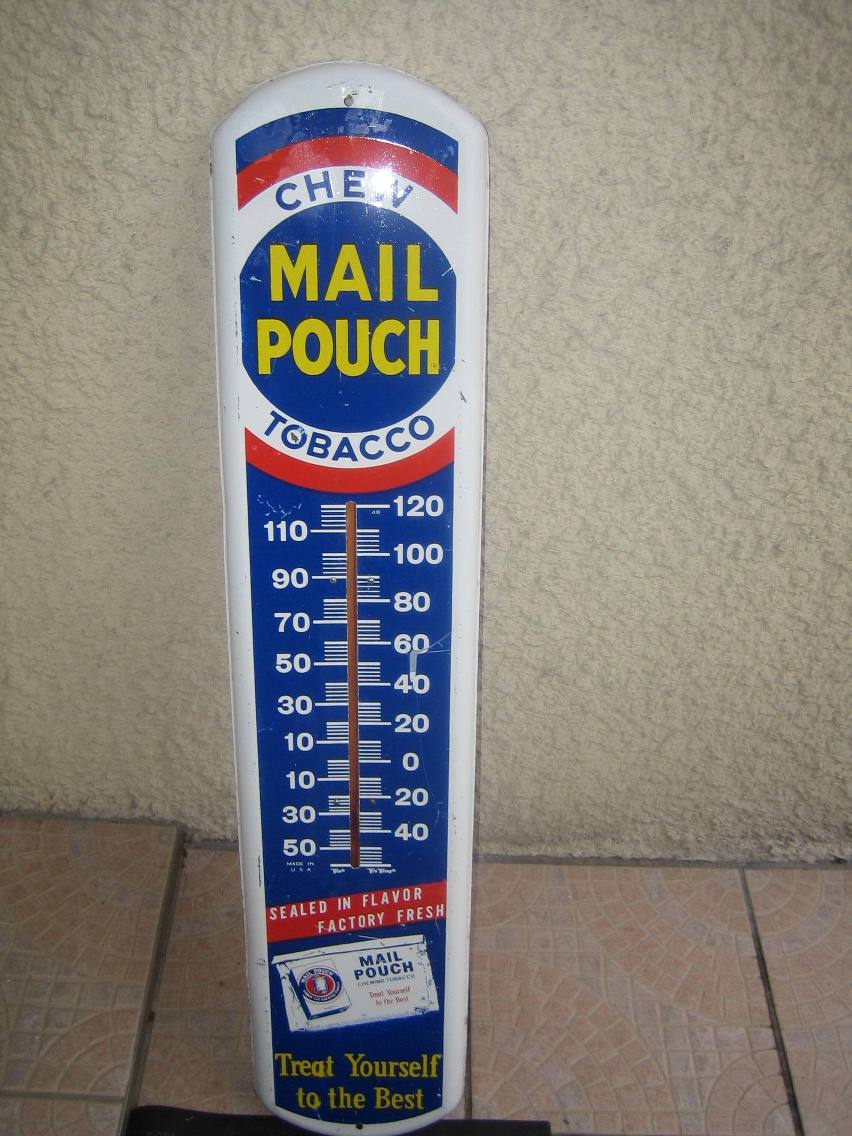 CHEW
MAIL
POUCH
TOBACCO
120
110
100
90
80
70
60
50
40
30
20
10
0
10
20
30
40
50
MADE IN
U.S.A.
SEALED IN FLAVOR
FACTORY FRESH
MAIL POUCH
MAIL
POUCH
CHEWING TOBACCO
Treat Yourself
to the Best
Treat Yourself
to the Best